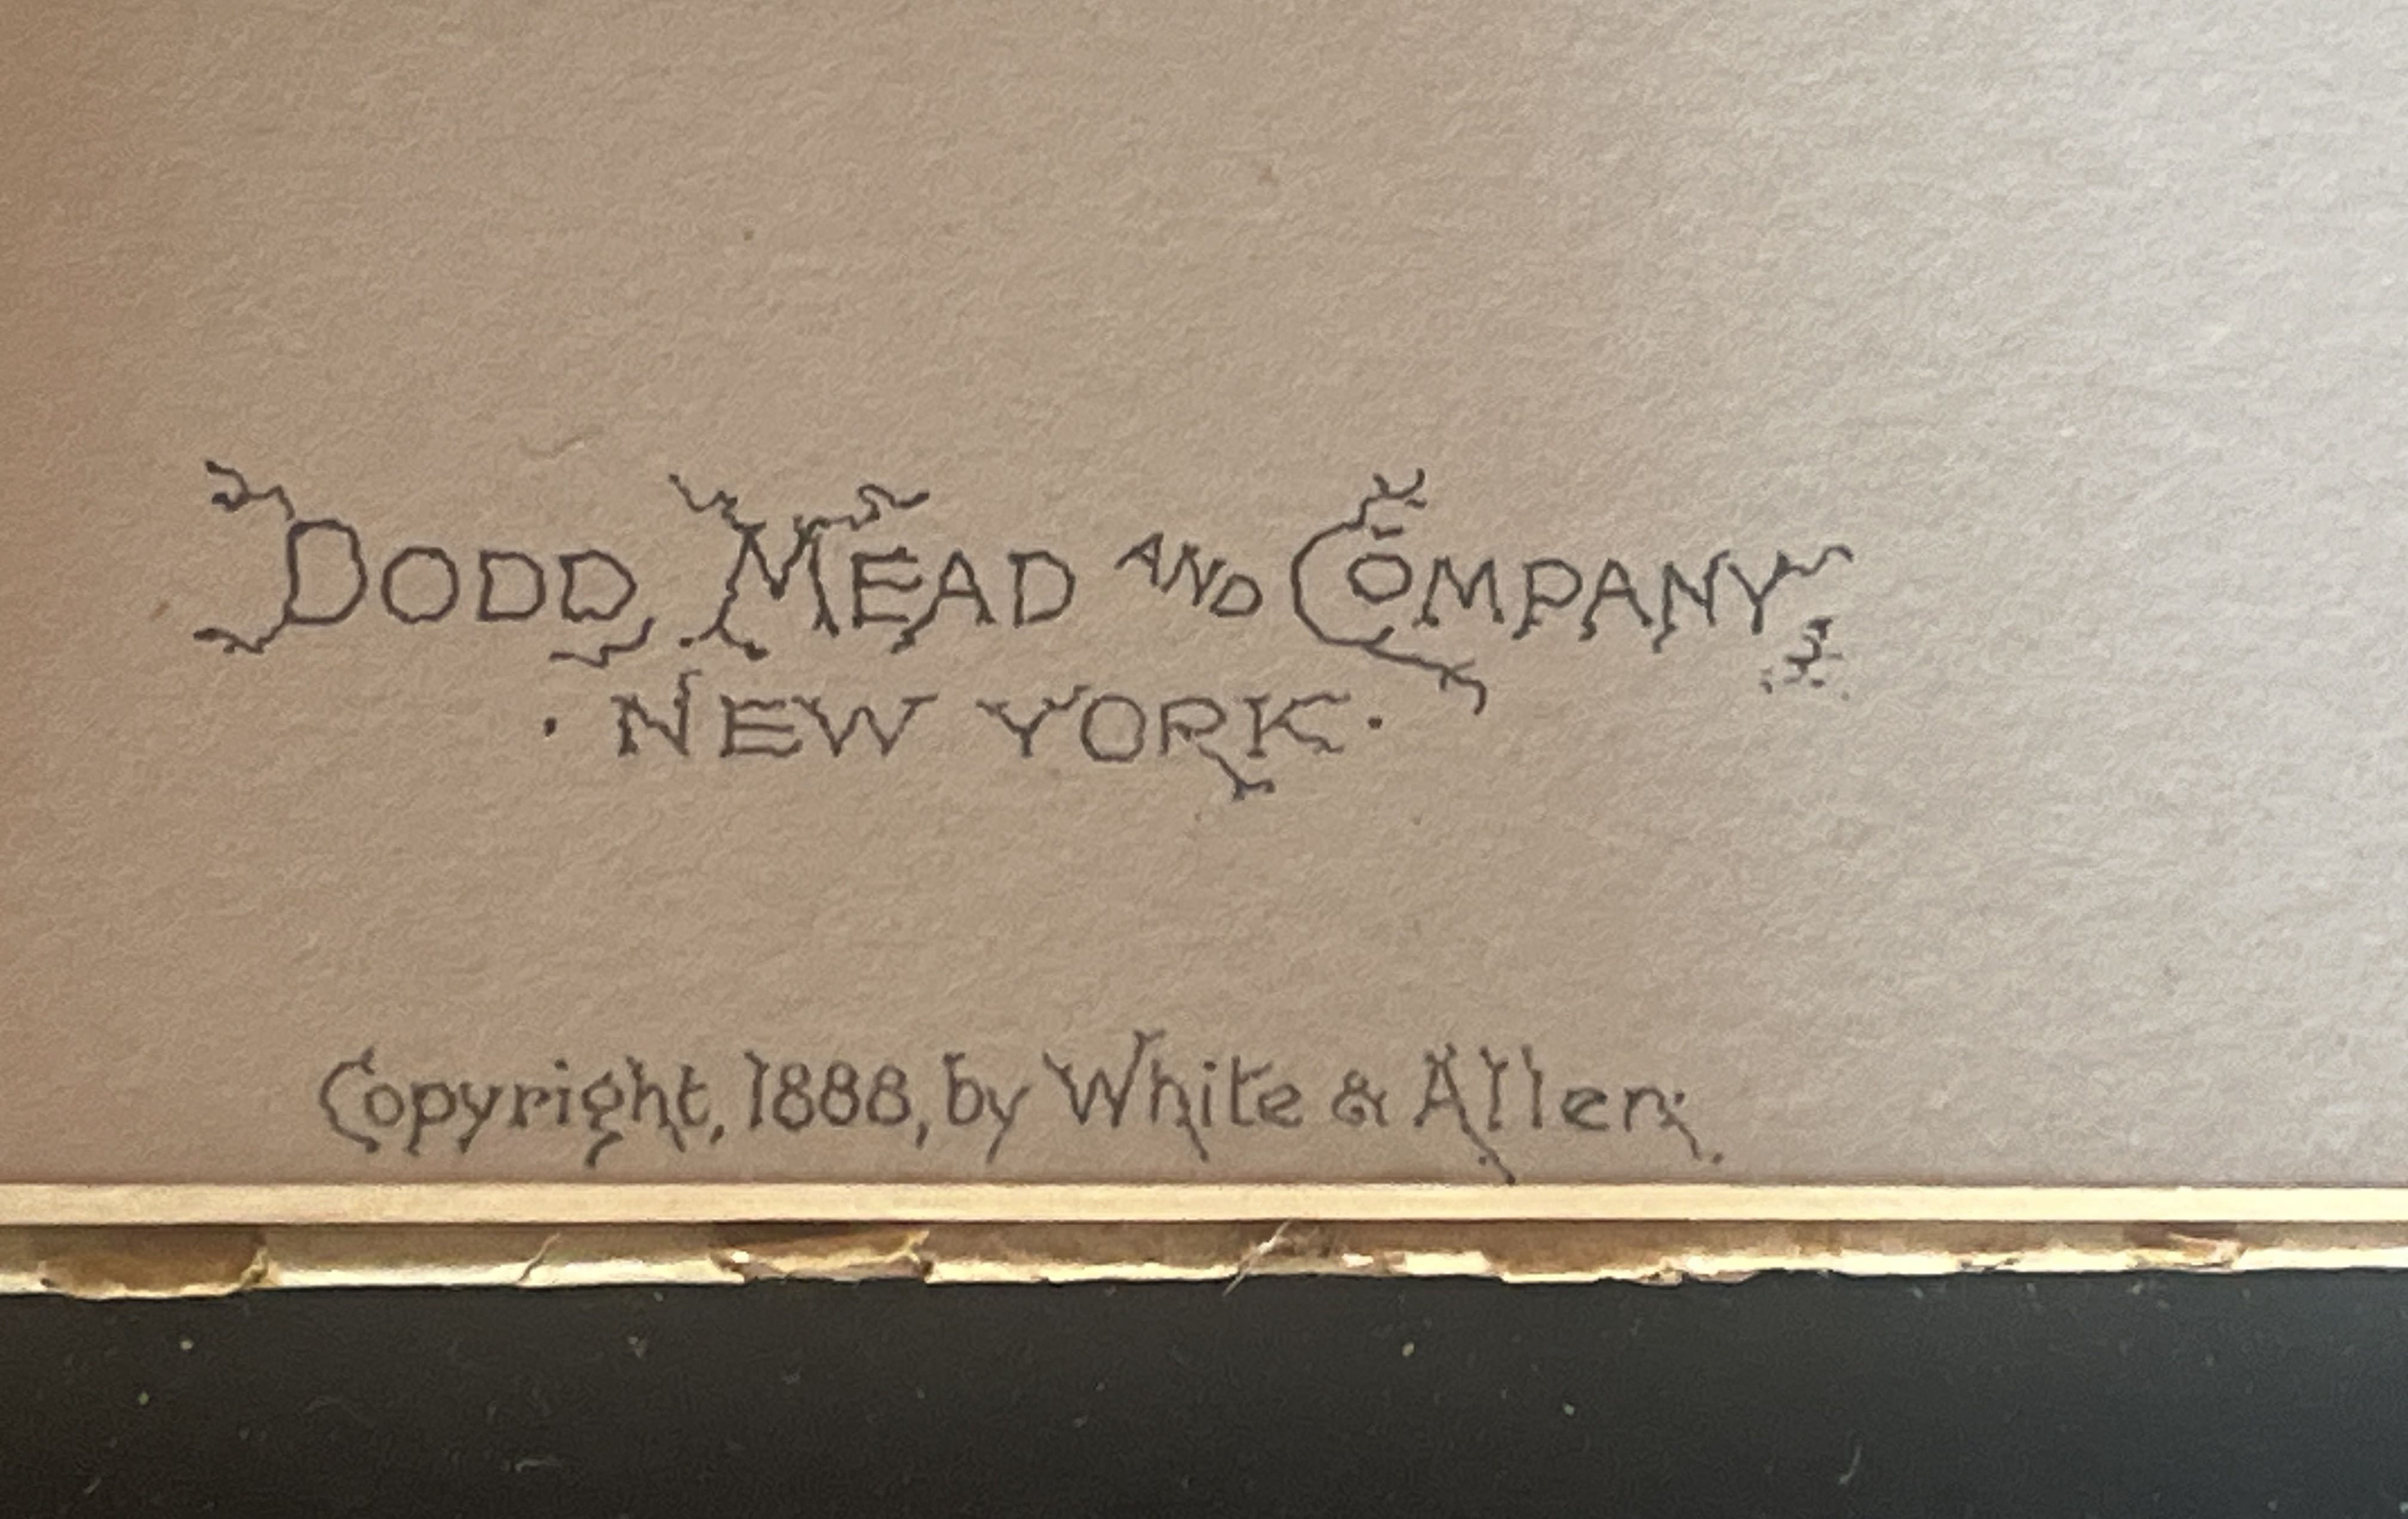 DODD, MEAD AND COMPANY,
· NEW YORK ·
Copyright, 1888, by White & Allen.